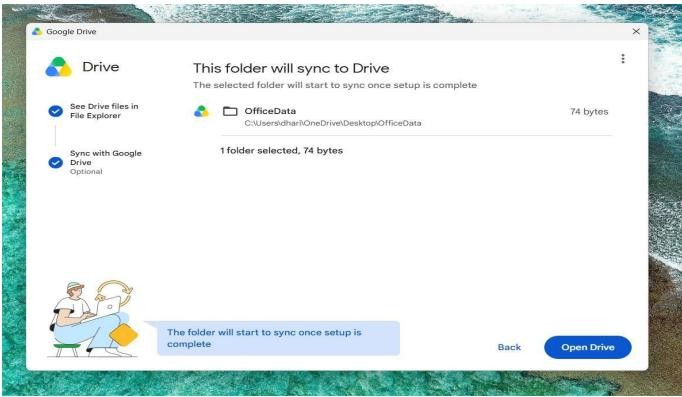 Google Drive
Drive
This folder will sync to Drive
The selected folder will start to sync once setup is complete
See Drive files in
File Explorer
OfficeData
74 bytes
C:\Users\dhari\OneDrive\Desktop\OfficeData
Sync with Google
Drive
Optional
1 folder selected, 74 bytes
The folder will start to sync once setup is
complete
Back
Open Drive